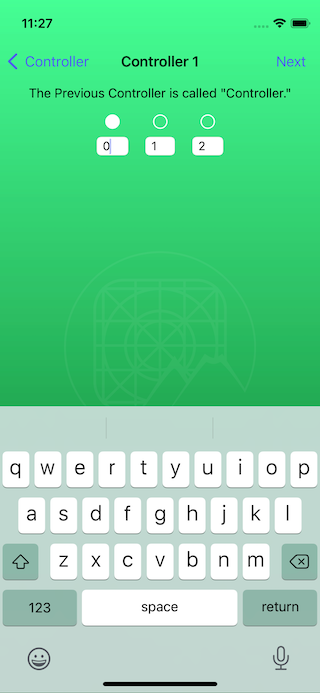 11:27
Controller Controller 1 Next
The Previous Controller is called "Controller."
0 1 2
q w e r t y u i o p
a s d f g h j k l
z x c v b n m
123 space return